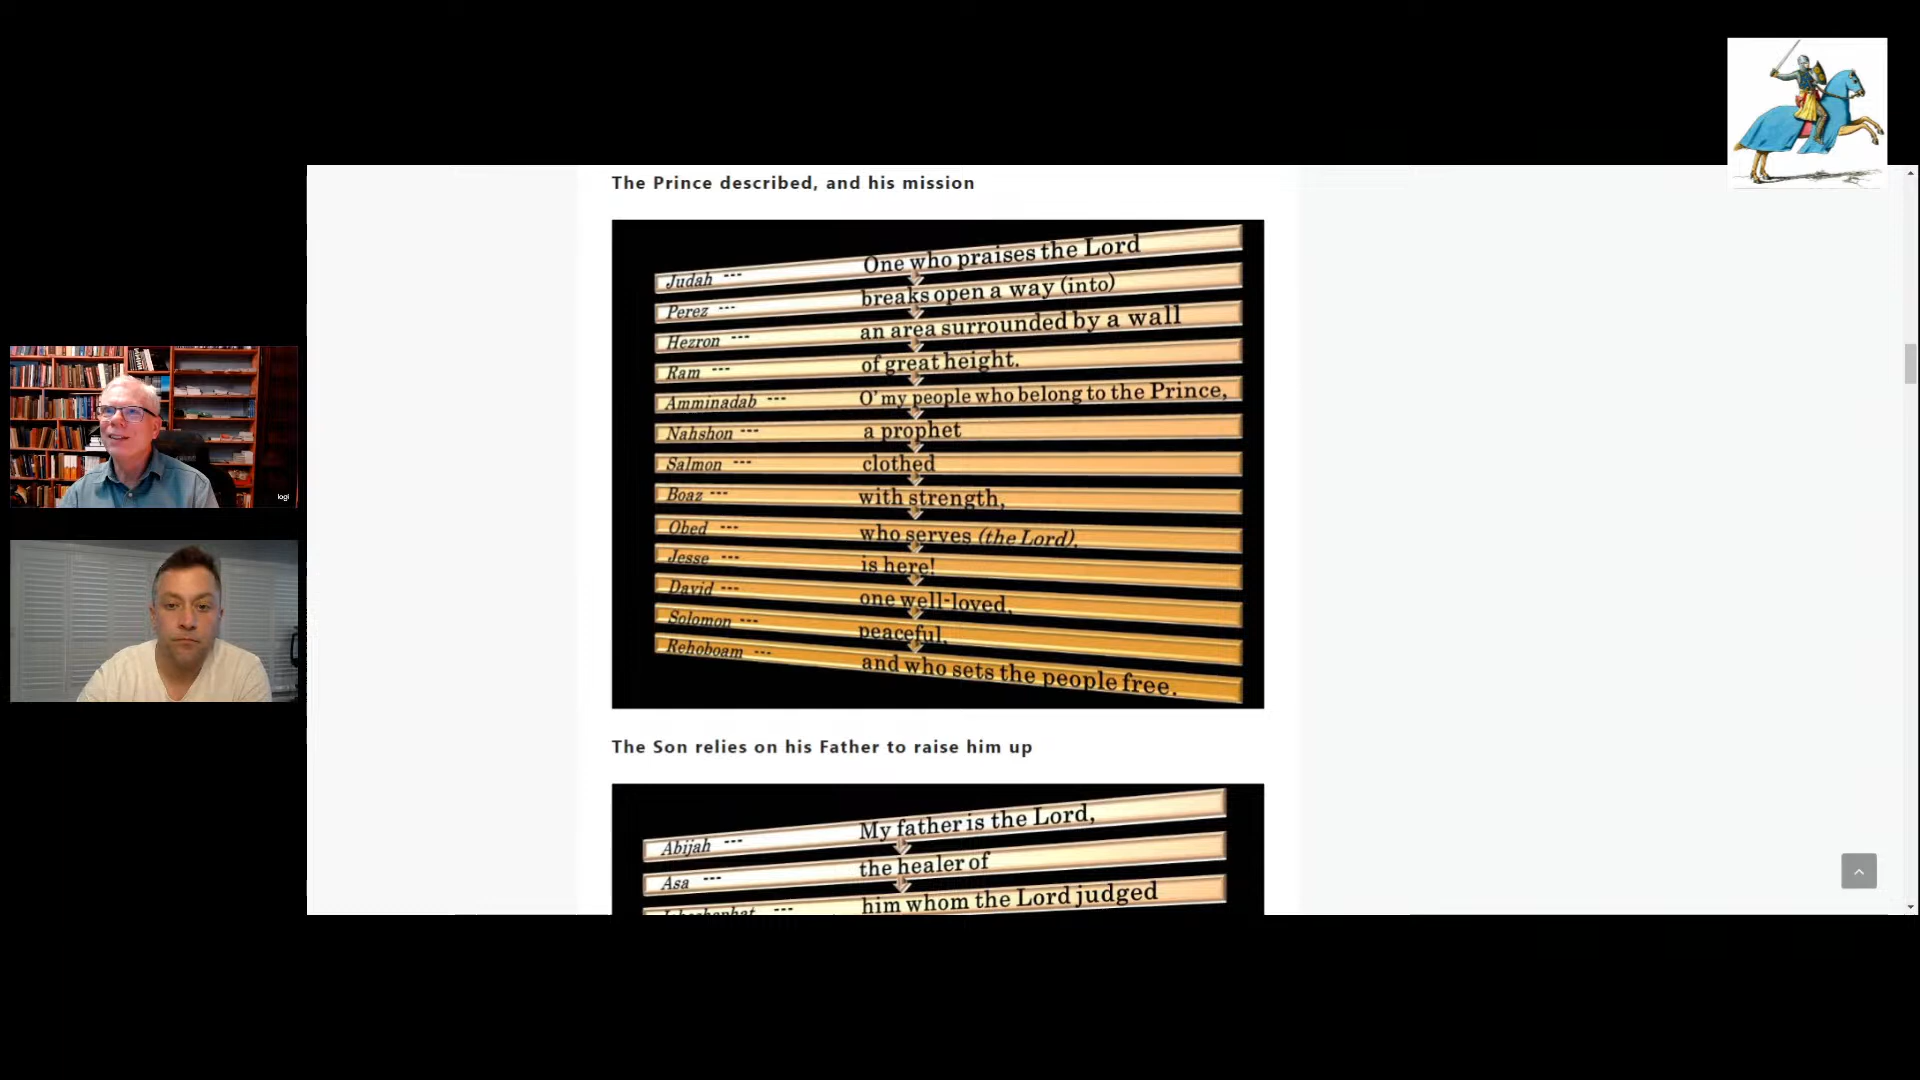 The Prince described, and his mission
Judah --- One who praises the Lord
Perez --- breaks open a way (into)
Hezron --- an area surrounded by a wall
Ram --- of great height.
Amminadab --- O' my people who belong to the Prince,
Nahshon --- a prophet
Salmon --- clothed
Boaz --- with strength,
Obed --- who serves (the Lord),
Jesse --- is here!
David --- one well-loved,
Solomon --- peaceful,
Rehoboam --- and who sets the people free.
The Son relies on his Father to raise him up
Abijah --- My father is the Lord,
Asa --- the healer of
--- him whom the Lord judged
logi